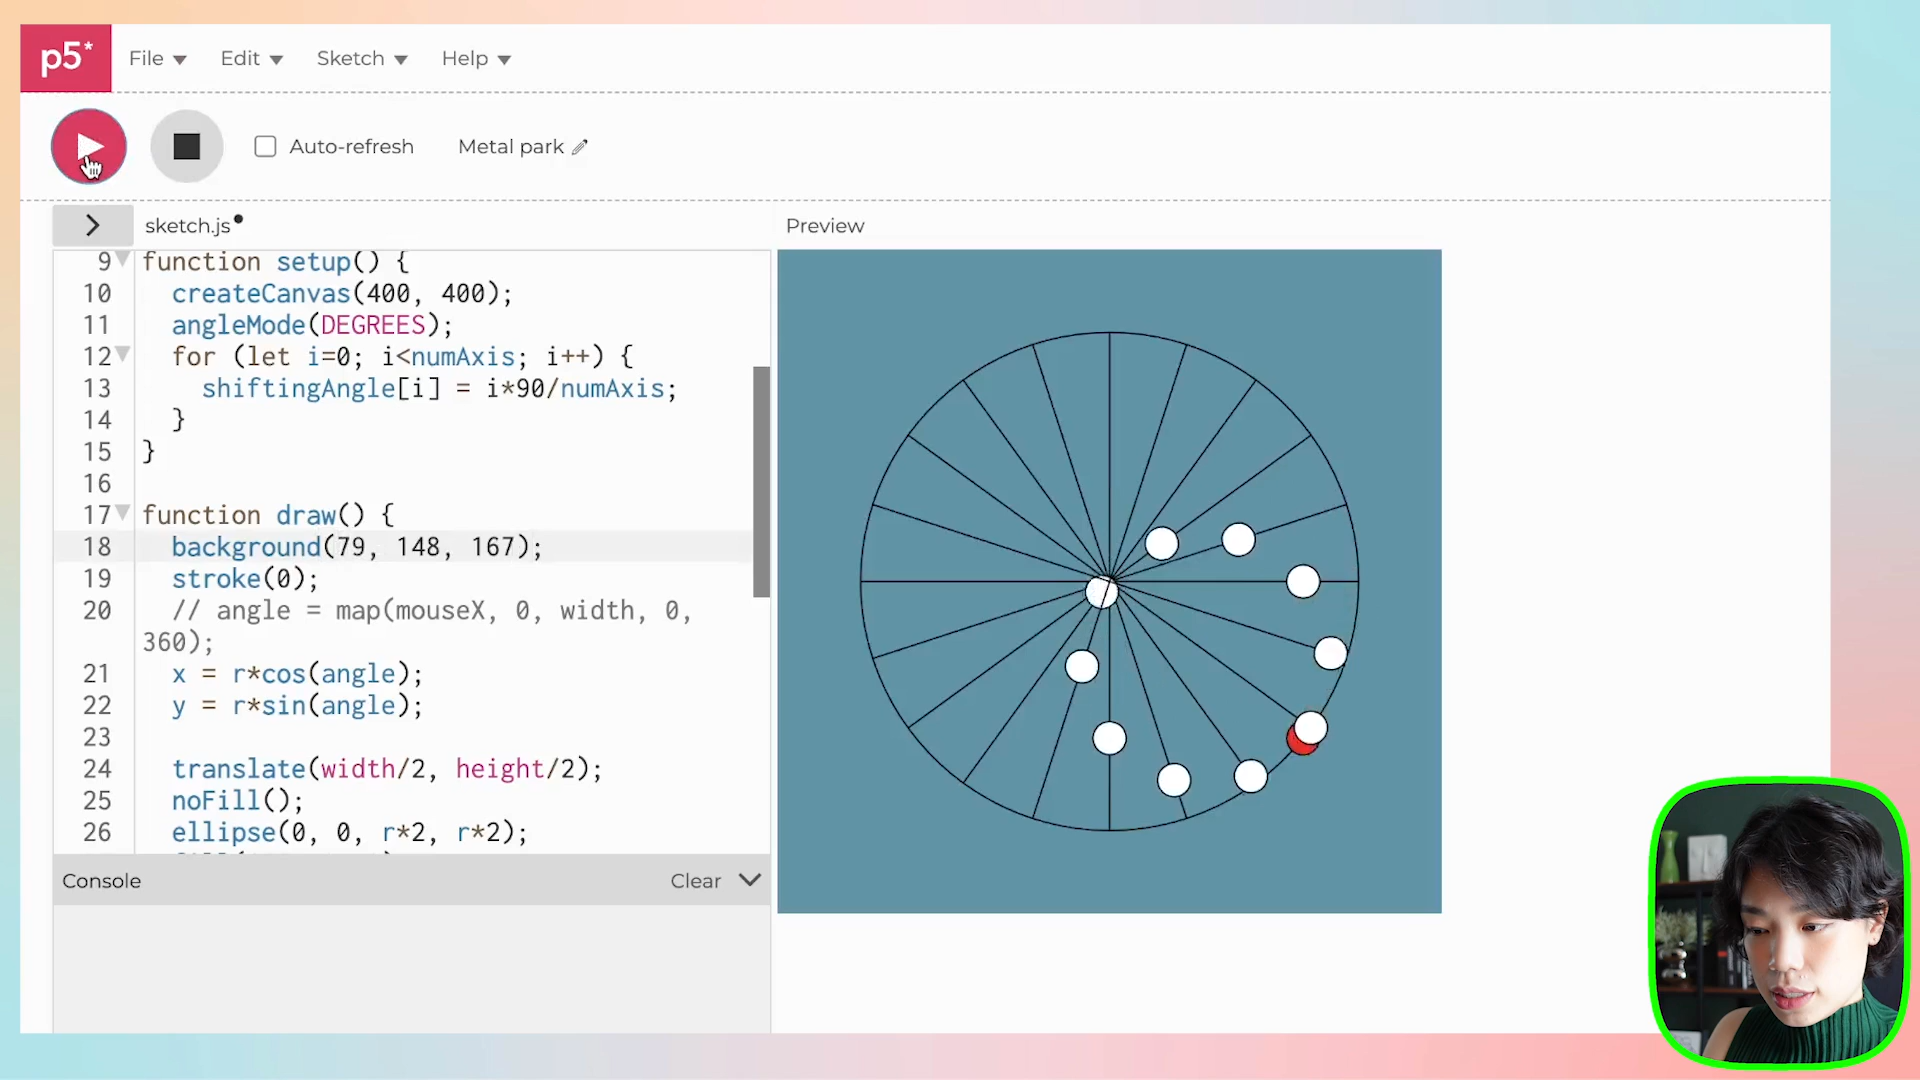 p5*
File
Edit
Sketch
Help
Auto-refresh
Metal park
sketch.js
Preview
9 function setup() {
10 createCanvas(400, 400);
11 angleMode(DEGREES);
12 for (let i=0; i<numAxis; i++) {
13 shiftingAngle[i] = i*90/numAxis;
14 }
15 }
16
17 function draw() {
18 background(79, 148, 167);
19 stroke(0);
20 // angle = map(mouseX, 0, width, 0,
360);
21 x = r*cos(angle);
22 y = r*sin(angle);
23
24 translate(width/2, height/2);
25 noFill();
26 ellipse(0, 0, r*2, r*2);
Console
Clear